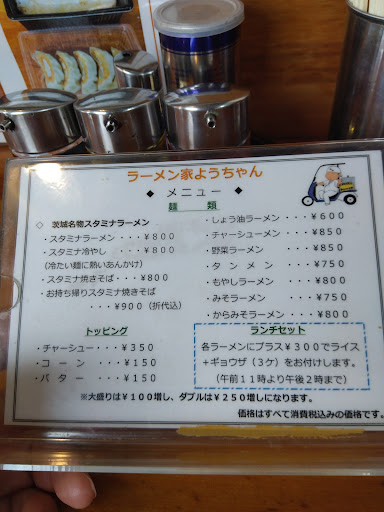 ラーメン家ようちゃん
◆ メニュー ◆
麺 類
◇ 茨城名物スタミナラーメン
・スタミナラーメン・・・¥800
・スタミナ冷やし ・・・¥800
(冷たい麺に熱いあんかけ)
・スタミナ焼きそば・・・¥800
・お持ち帰りスタミナ焼きそば
・・・¥900(折代込)
・しょう油ラーメン・・・¥600
・チャーシューメン・・・¥850
・野菜ラーメン ・・・¥850
・タ ン メ ン ・・・¥750
・もやしラーメン ・・・¥800
・みそラーメン ・・・¥750
・からみそラーメン・・・¥800
トッピング
・チャーシュー・・・¥350
・コ ー ン ・・・¥150
・バ タ ー ・・・¥150
ランチセット
各ラーメンにプラス¥300でライス
+ギョウザ(3ケ)をお付けします。
(午前11時より午後2時まで)
※大盛りは¥100増し、ダブルは¥250増しになります。
価格はすべて消費税込みの価格です。